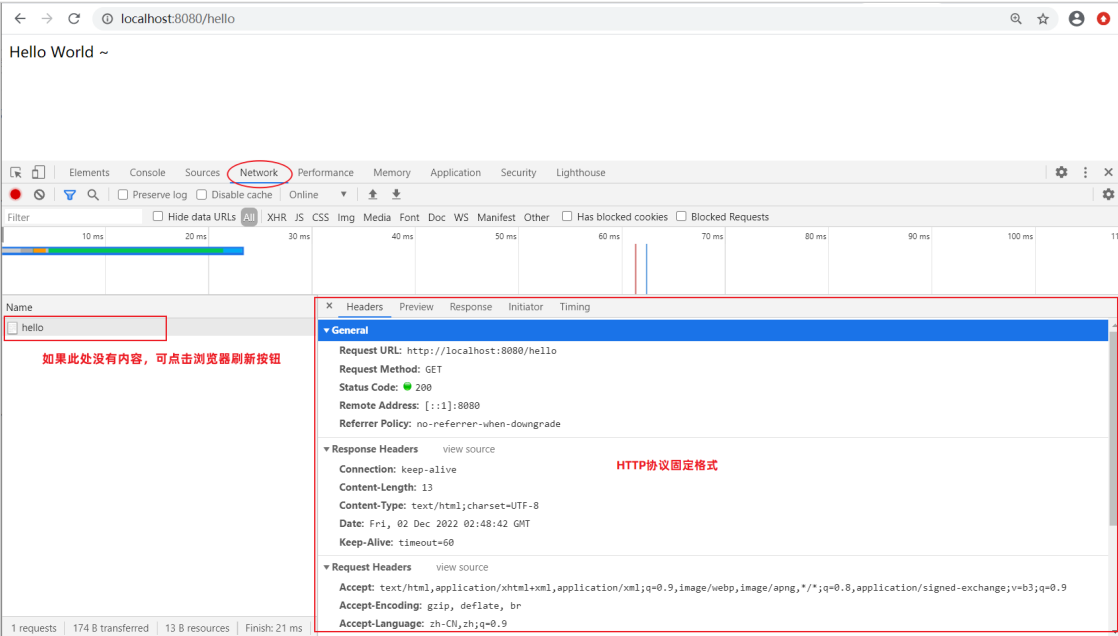 localhost:8080/hello
Hello World ~
Elements Console Sources Network Performance Memory Application Security Lighthouse
Preserve log Disable cache Online
Filter Hide data URLs All XHR JS CSS Img Media Font Doc WS Manifest Other Has blocked cookies Blocked Requests
10 ms 20 ms 30 ms 40 ms 50 ms 60 ms 70 ms 80 ms 90 ms 100 ms 11
Name
hello
如果此处没有内容，可点击浏览器刷新按钮
Headers Preview Response Initiator Timing
General
Request URL: http://localhost:8080/hello
Request Method: GET
Status Code: 200
Remote Address: [::1]:8080
Referrer Policy: no-referrer-when-downgrade
Response Headers view source
HTTP协议固定格式
Connection: keep-alive
Content-Length: 13
Content-Type: text/html;charset=UTF-8
Date: Fri, 02 Dec 2022 02:48:42 GMT
Keep-Alive: timeout=60
Request Headers view source
Accept: text/html,application/xhtml+xml,application/xml;q=0.9,image/webp,image/apng,*/*;q=0.8,application/signed-exchange;v=b3;q=0.9
Accept-Encoding: gzip, deflate, br
Accept-Language: zh-CN,zh;q=0.9
1 requests 174 B transferred 13 B resources Finish: 21 ms